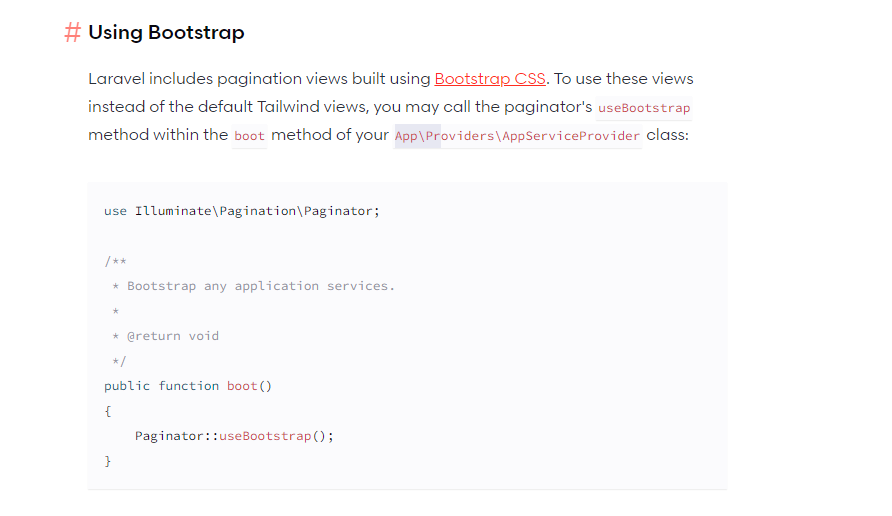 # Using Bootstrap
Laravel includes pagination views built using Bootstrap CSS. To use these views
instead of the default Tailwind views, you may call the paginator's useBootstrap
method within the boot method of your App\Providers\AppServiceProvider class:
use Illuminate\Pagination\Paginator;
/**
 * Bootstrap any application services.
 *
 * @return void
 */
public function boot()
{
    Paginator::useBootstrap();
}